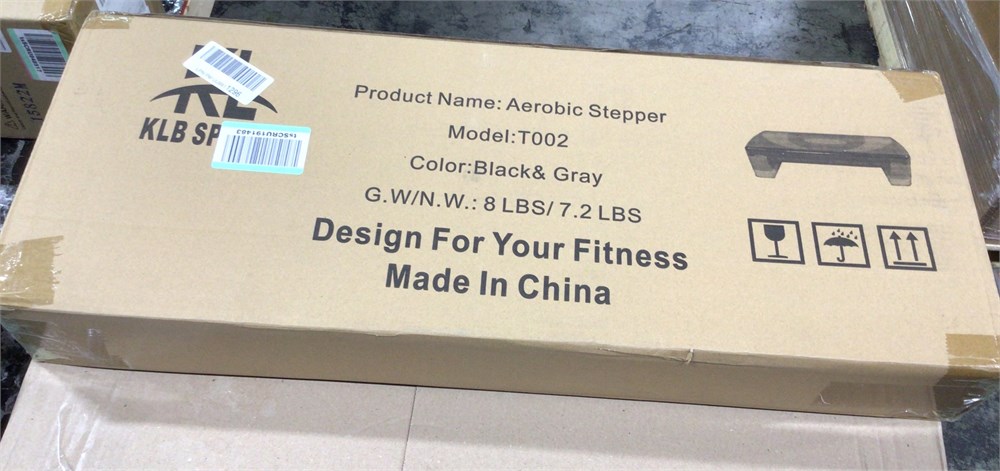 KL
KLB SP
Product Name: Aerobic Stepper
Model:T002
Color:Black& Gray
G.W/N.W.: 8 LBS/ 7.2 LBS
Design For Your Fitness
Made In China